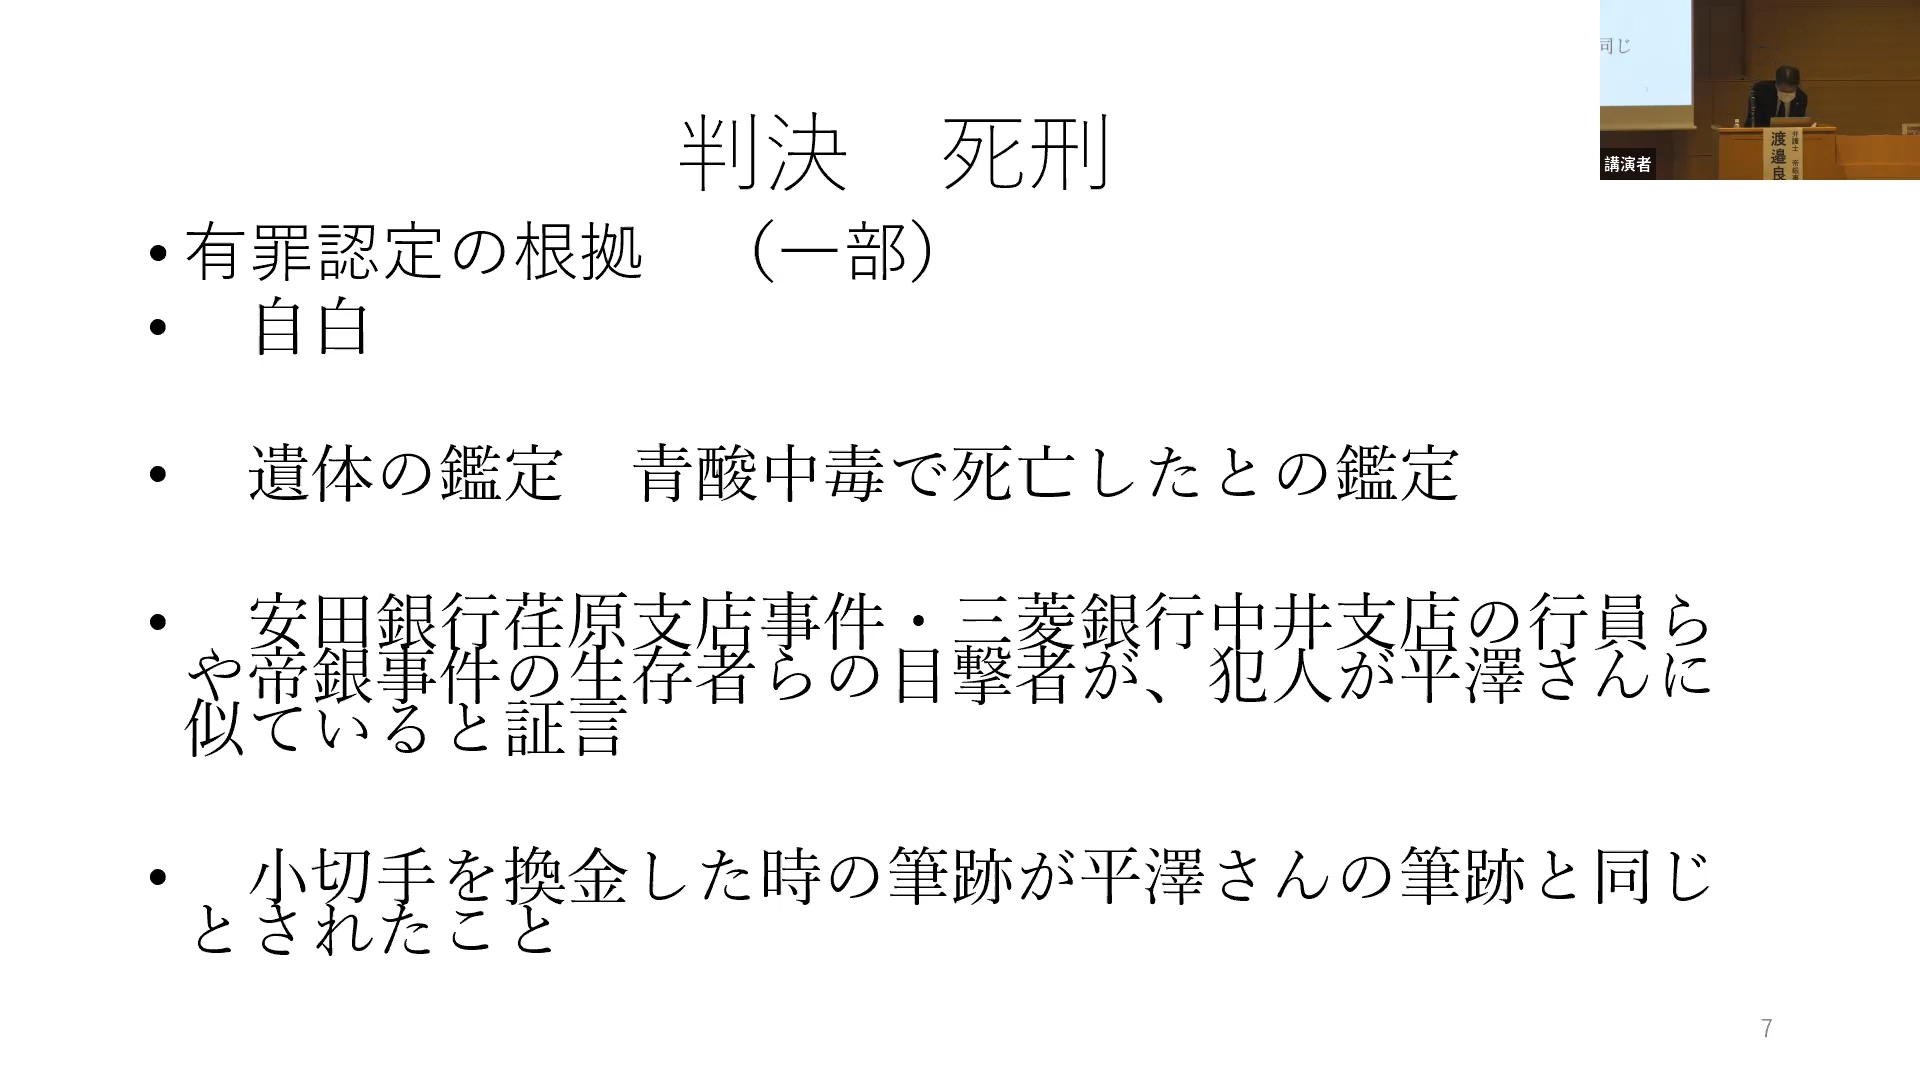 判決　死刑
• 有罪認定の根拠　（一部）
•　自白
•　遺体の鑑定　青酸中毒で死亡したとの鑑定
•　安田銀行荏原支店事件・三菱銀行中井支店の行員ら
や帝銀事件の生存者らの目撃者が、犯人が平澤さんに
似ていると証言
•　小切手を換金した時の筆跡が平澤さんの筆跡と同じ
とされたこと
7
同じ
講演者
弁護士
渡邉良